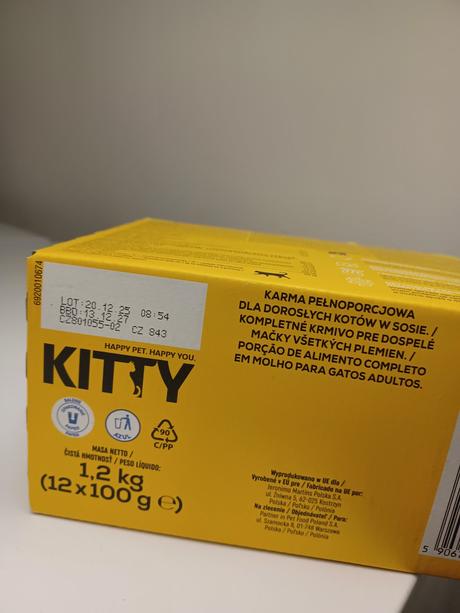 6920010674
LOT:20.12.25 08:54
BBD:13.12.27
CZ801055-02 CZ 843
HAPPY PET. HAPPY YOU.
KITTY
KARMA PEŁNOPORCJOWA
DLA DOROSŁYCH KOTÓW W SOSIE. /
KOMPLETNÉ KRMIVO PRE DOSPELÉ
MAČKY VŠETKÝCH PLEMIEN. /
PORÇÃO DE ALIMENTO COMPLETO
EM MOLHO PARA GATOS ADULTOS.
90
C/PP
MASA NETTO /
ČISTÁ HMOTNOSŤ / PESO LÍQUIDO:
1,2 kg
(12 x 100 g ℮)
Wyprodukowano w UE dla /
Vyrobené v EÚ pre / Fabricado na UE por:
Jeronimo Martins Polska S.A.
ul. Żniwna 5, 62-025 Kostrzyn
Polska / Poľsko / Polónia
Na zlecenie / Objednávateľ / Para:
Partner in Pet Food Poland S.A.
ul. Szamocka 8, 01-748 Warszawa
Polska / Poľsko / Polónia
5 906